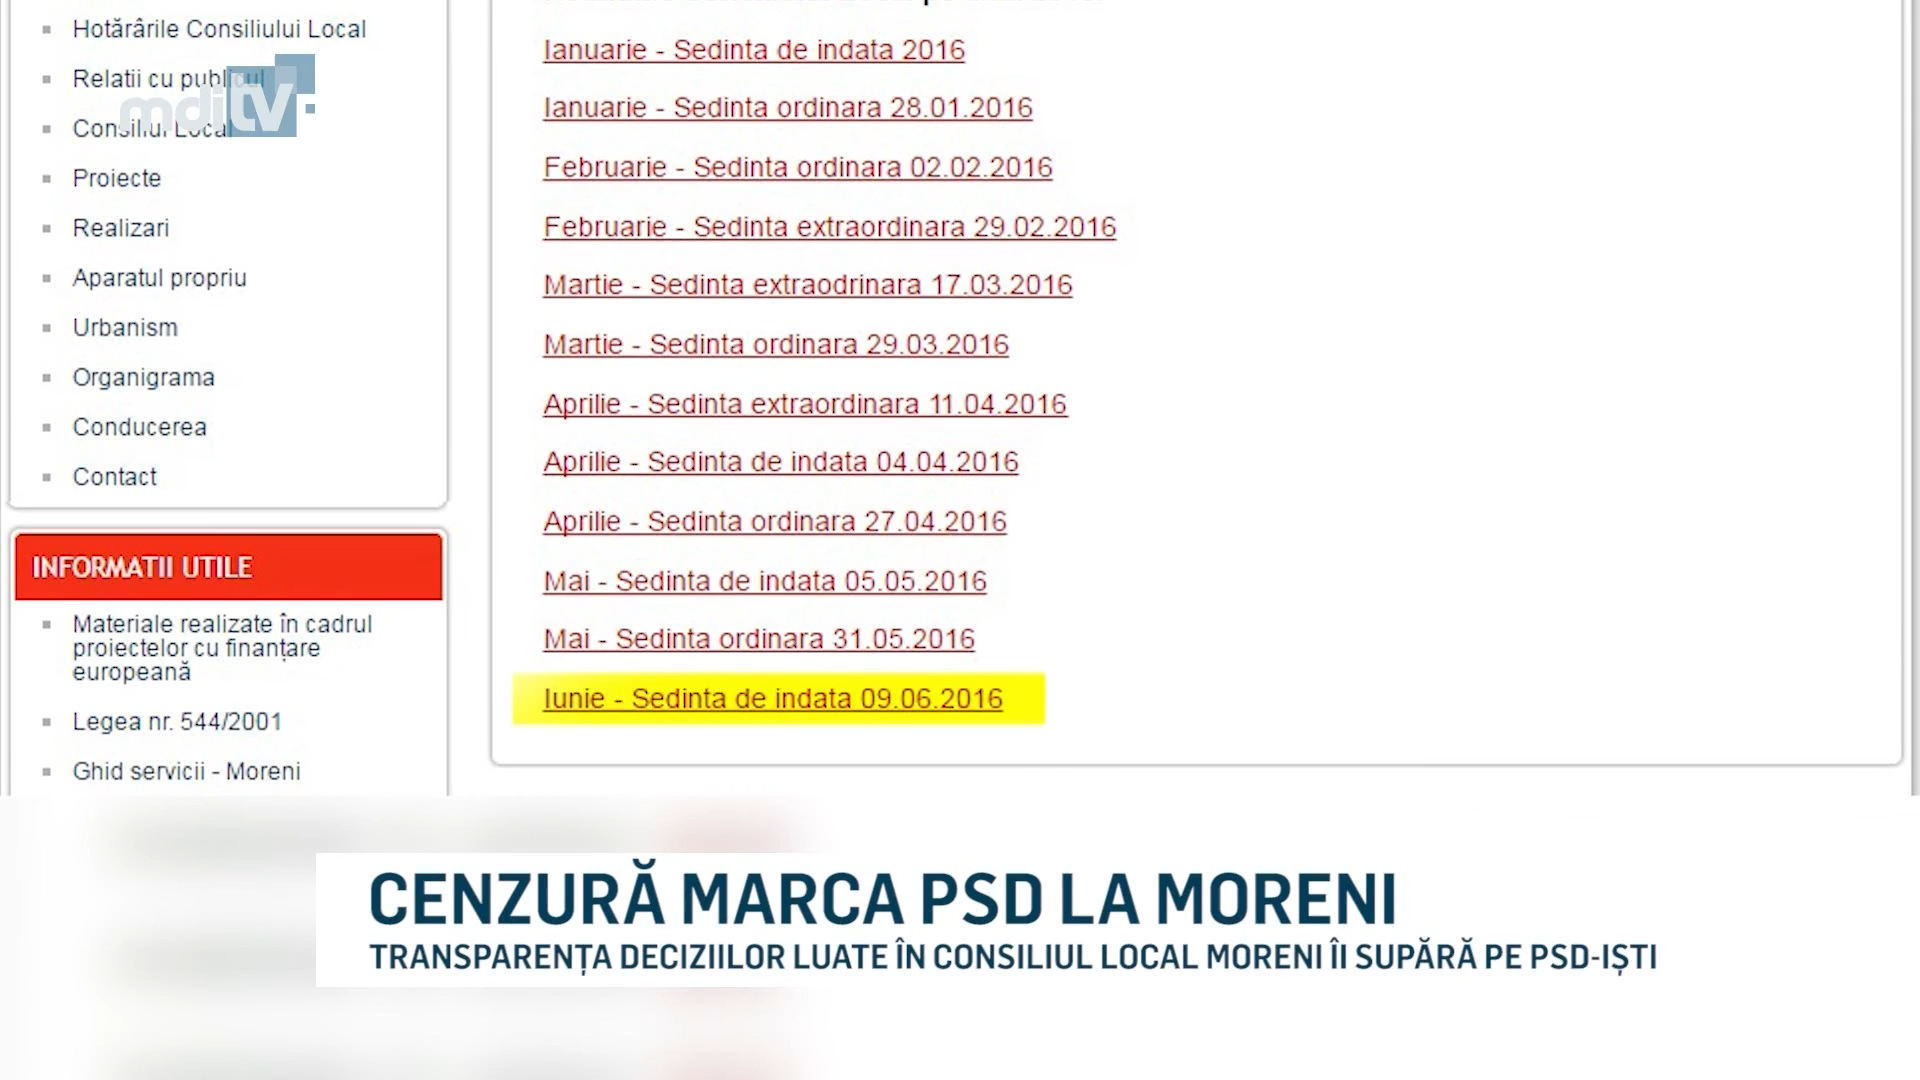 Hotărârile Consiliului Local
Relatii cu publicul
Consiliul Local
Proiecte
Realizari
Aparatul propriu
Urbanism
Organigrama
Conducerea
Contact
mditv
INFORMATII UTILE
Materiale realizate în cadrul
proiectelor cu finanțare
europeană
Legea nr. 544/2001
Ghid servicii - Moreni
Ianuarie - Sedinta de indata 2016
Ianuarie - Sedinta ordinara 28.01.2016
Februarie - Sedinta ordinara 02.02.2016
Februarie - Sedinta extraordinara 29.02.2016
Martie - Sedinta extraodrinara 17.03.2016
Martie - Sedinta ordinara 29.03.2016
Aprilie - Sedinta extraordinara 11.04.2016
Aprilie - Sedinta de indata 04.04.2016
Aprilie - Sedinta ordinara 27.04.2016
Mai - Sedinta de indata 05.05.2016
Mai - Sedinta ordinara 31.05.2016
Iunie - Sedinta de indata 09.06.2016
CENZURĂ MARCA PSD LA MORENI
TRANSPARENȚA DECIZIILOR LUATE ÎN CONSILIUL LOCAL MORENI ÎI SUPĂRĂ PE PSD-IȘTI